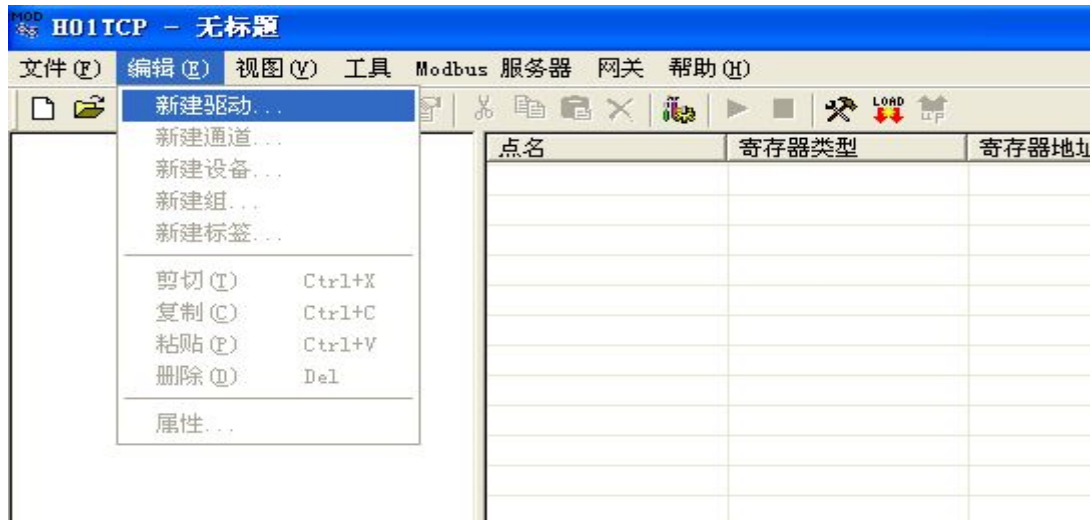 MOD
H01TCP - 无标题
文件(F) 编辑(E) 视图(V) 工具 Modbus 服务器 网关 帮助(H)
新建驱动...
LOAD
UP
新建通道...
点名 寄存器类型 寄存器地址
新建设备...
新建组...
新建标签...
剪切(T) Ctrl+X
复制(C) Ctrl+C
粘贴(P) Ctrl+V
删除(D) Del
属性...